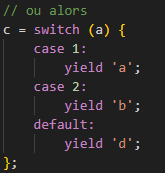 // ou alors
c = switch (a) {
    case 1:
        yield 'a';
    case 2:
        yield 'b';
    default:
        yield 'd';
};